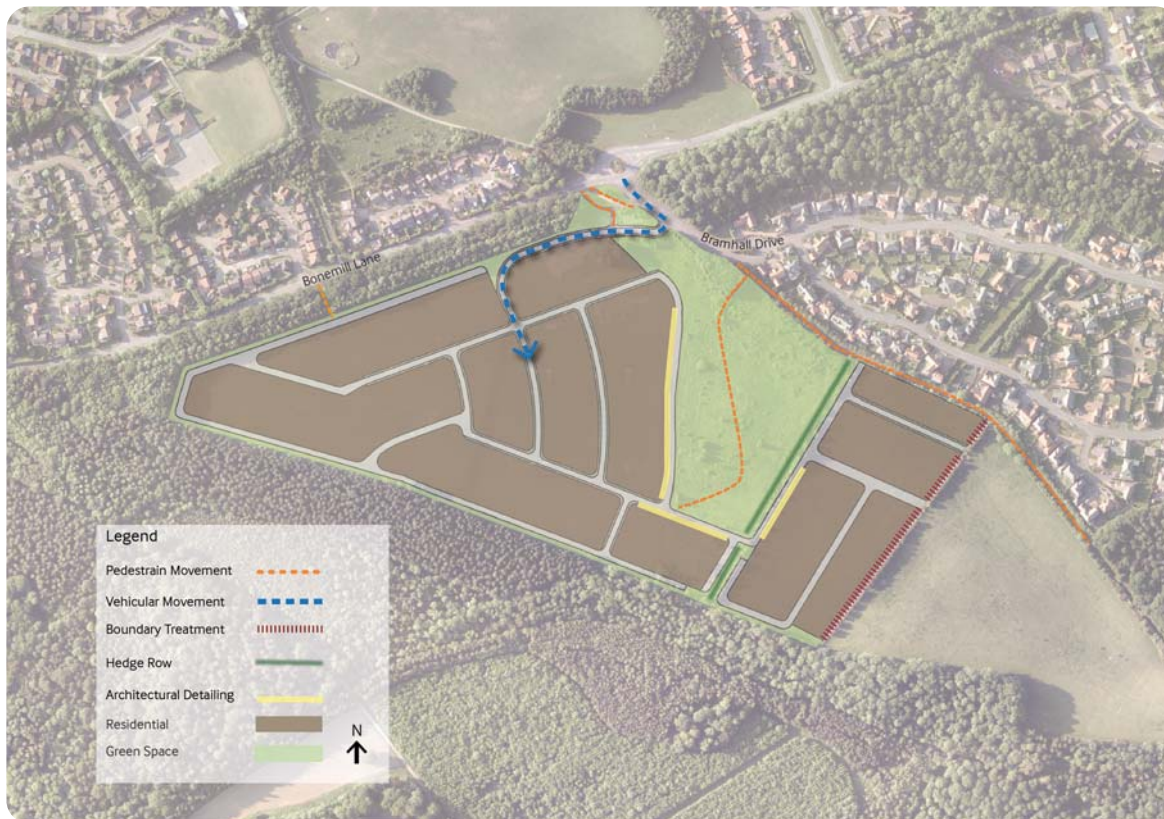 Bramhall Drive
Bonemill Lane
Legend
Pedestrain Movement
Vehicular Movement
Boundary Treatment
Hedge Row
Architectural Detailing
Residential
Green Space
N